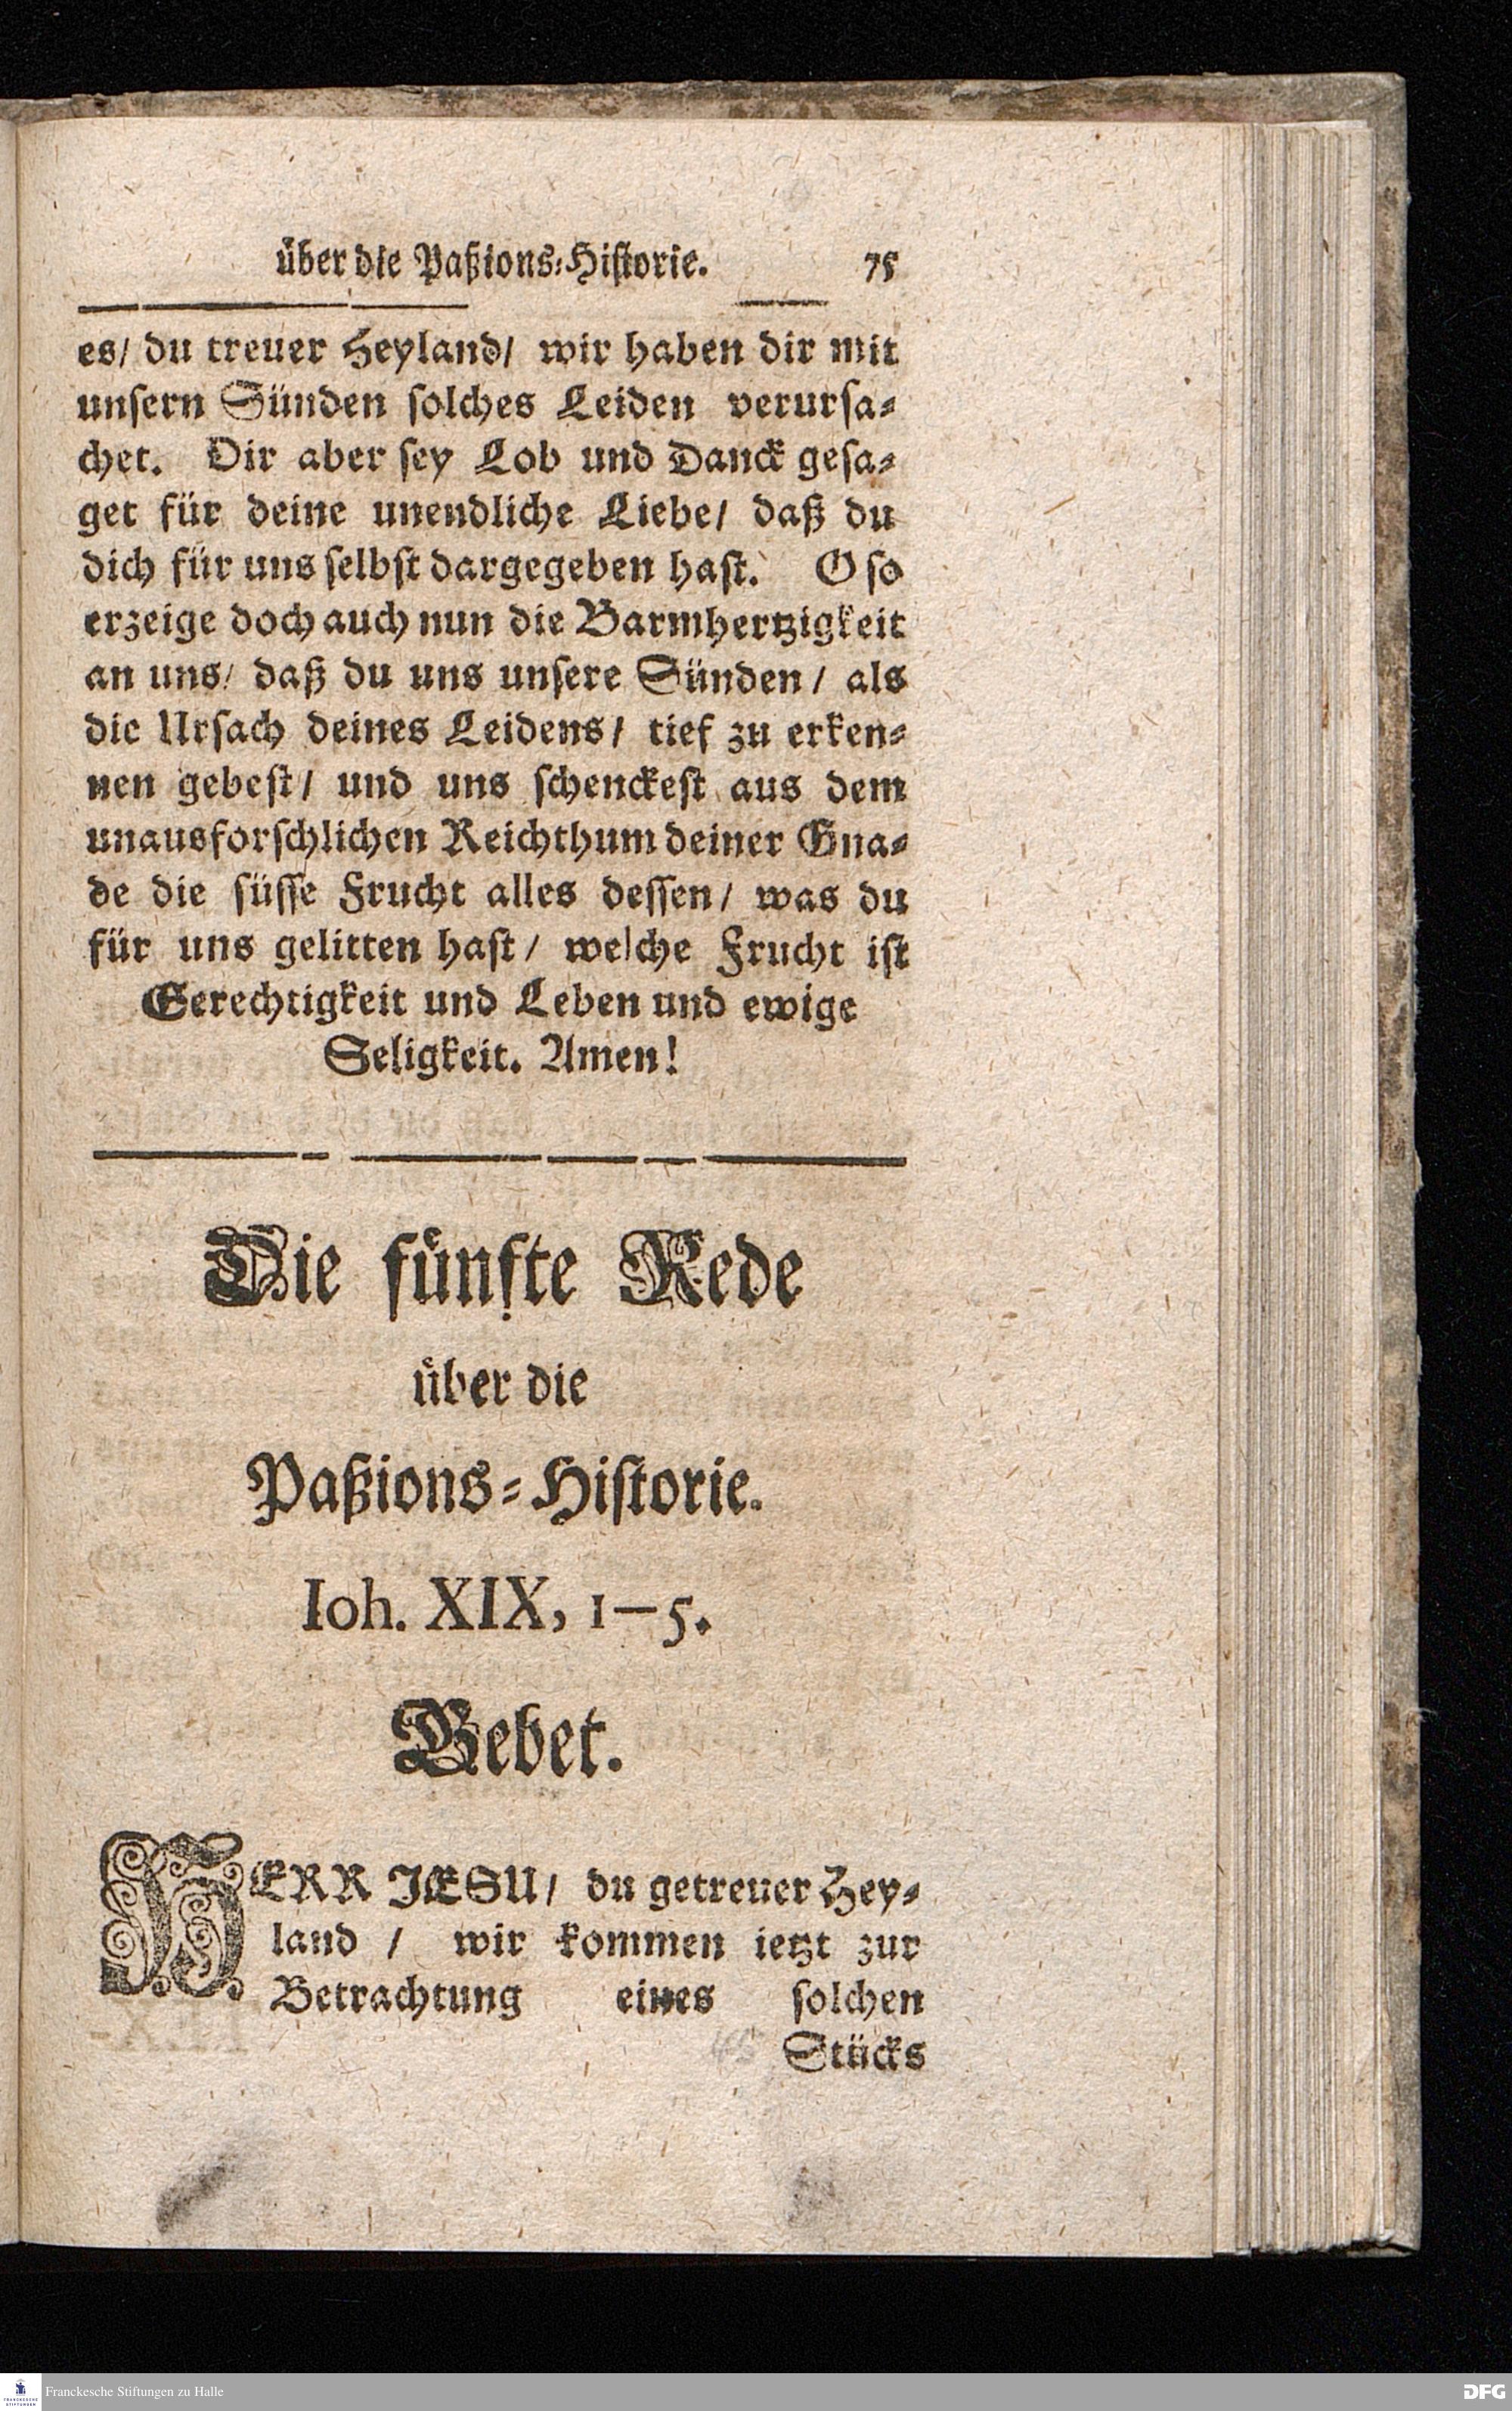 über die Paßions-Historie. 75
es/ du treuer Heyland/ wir haben dir mit
unsern Sünden solches Leiden verursa-
chet. Dir aber sey Lob und Danck gesa-
get für deine unendliche Liebe/ daß du
dich für uns selbst dargegeben hast. O so
erzeige doch auch nun die Barmhertzigkeit
an uns/ daß du uns unsere Sünden/ als
die Ursach deines Leidens/ tief zu erken-
nen gebest/ und uns schenckest aus dem
unausforschlichen Reichthum deiner Gna-
de die süsse Frucht alles dessen/ was du
für uns gelitten hast/ welche Frucht ist
Gerechtigkeit und Leben und ewige
Seligkeit. Amen!
Die fünfte Rede
über die
Paßions-Historie.
Ioh. XIX, 1–5.
Gebet.
HERR JESU/ du getreuer Hey-
land / wir kommen ietzt zur
Betrachtung eines solchen
Stücks
Franckesche Stiftungen zu Halle
DFG